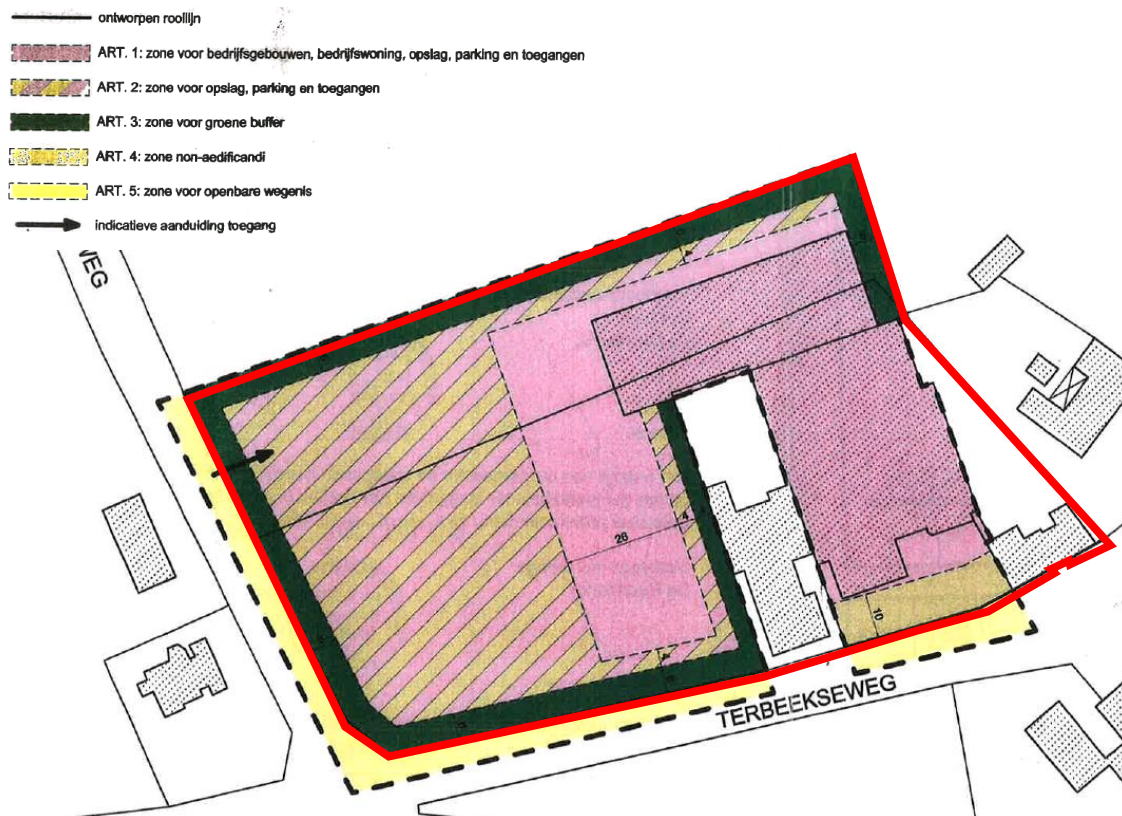 ontworpen rooilijn
ART. 1: zone voor bedrijfsgebouwen, bedrijfswoning, opslag, parking en toegangen
ART. 2: zone voor opslag, parking en toegangen
ART. 3: zone voor groene buffer
ART. 4: zone non-aedificandi
ART. 5: zone voor openbare wegenis
indicatieve aanduiding toegang
WEG
4
26
10
TERBEEKSEWEG